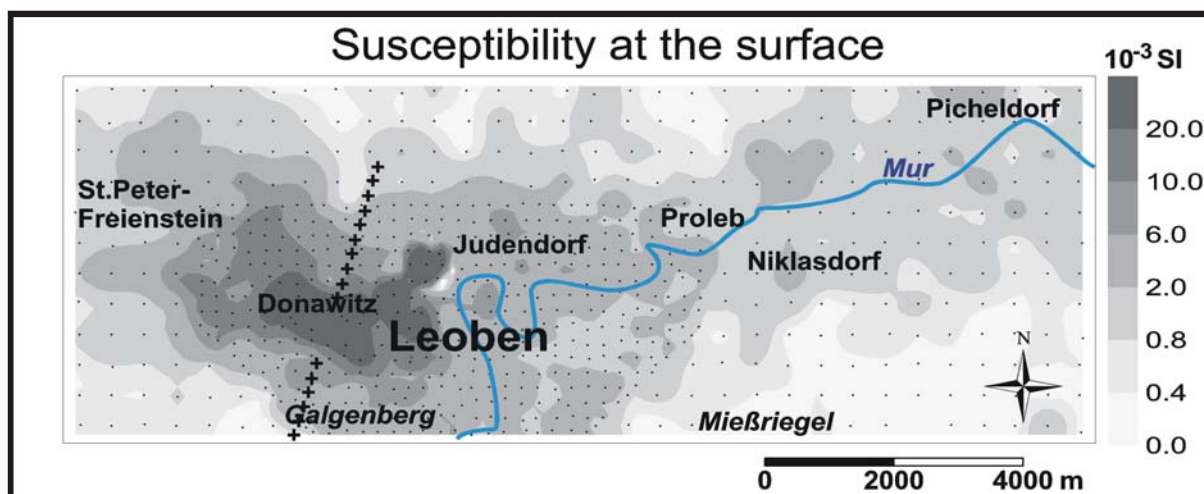 Susceptibility at the surface
10⁻³ SI
20.0
10.0
6.0
2.0
0.8
0.4
0.0
Picheldorf
Mur
St.Peter-
Freienstein
Proleb
Judendorf
Niklasdorf
Donawitz
Leoben
N
Galgenberg
Mießriegel
0 2000 4000 m